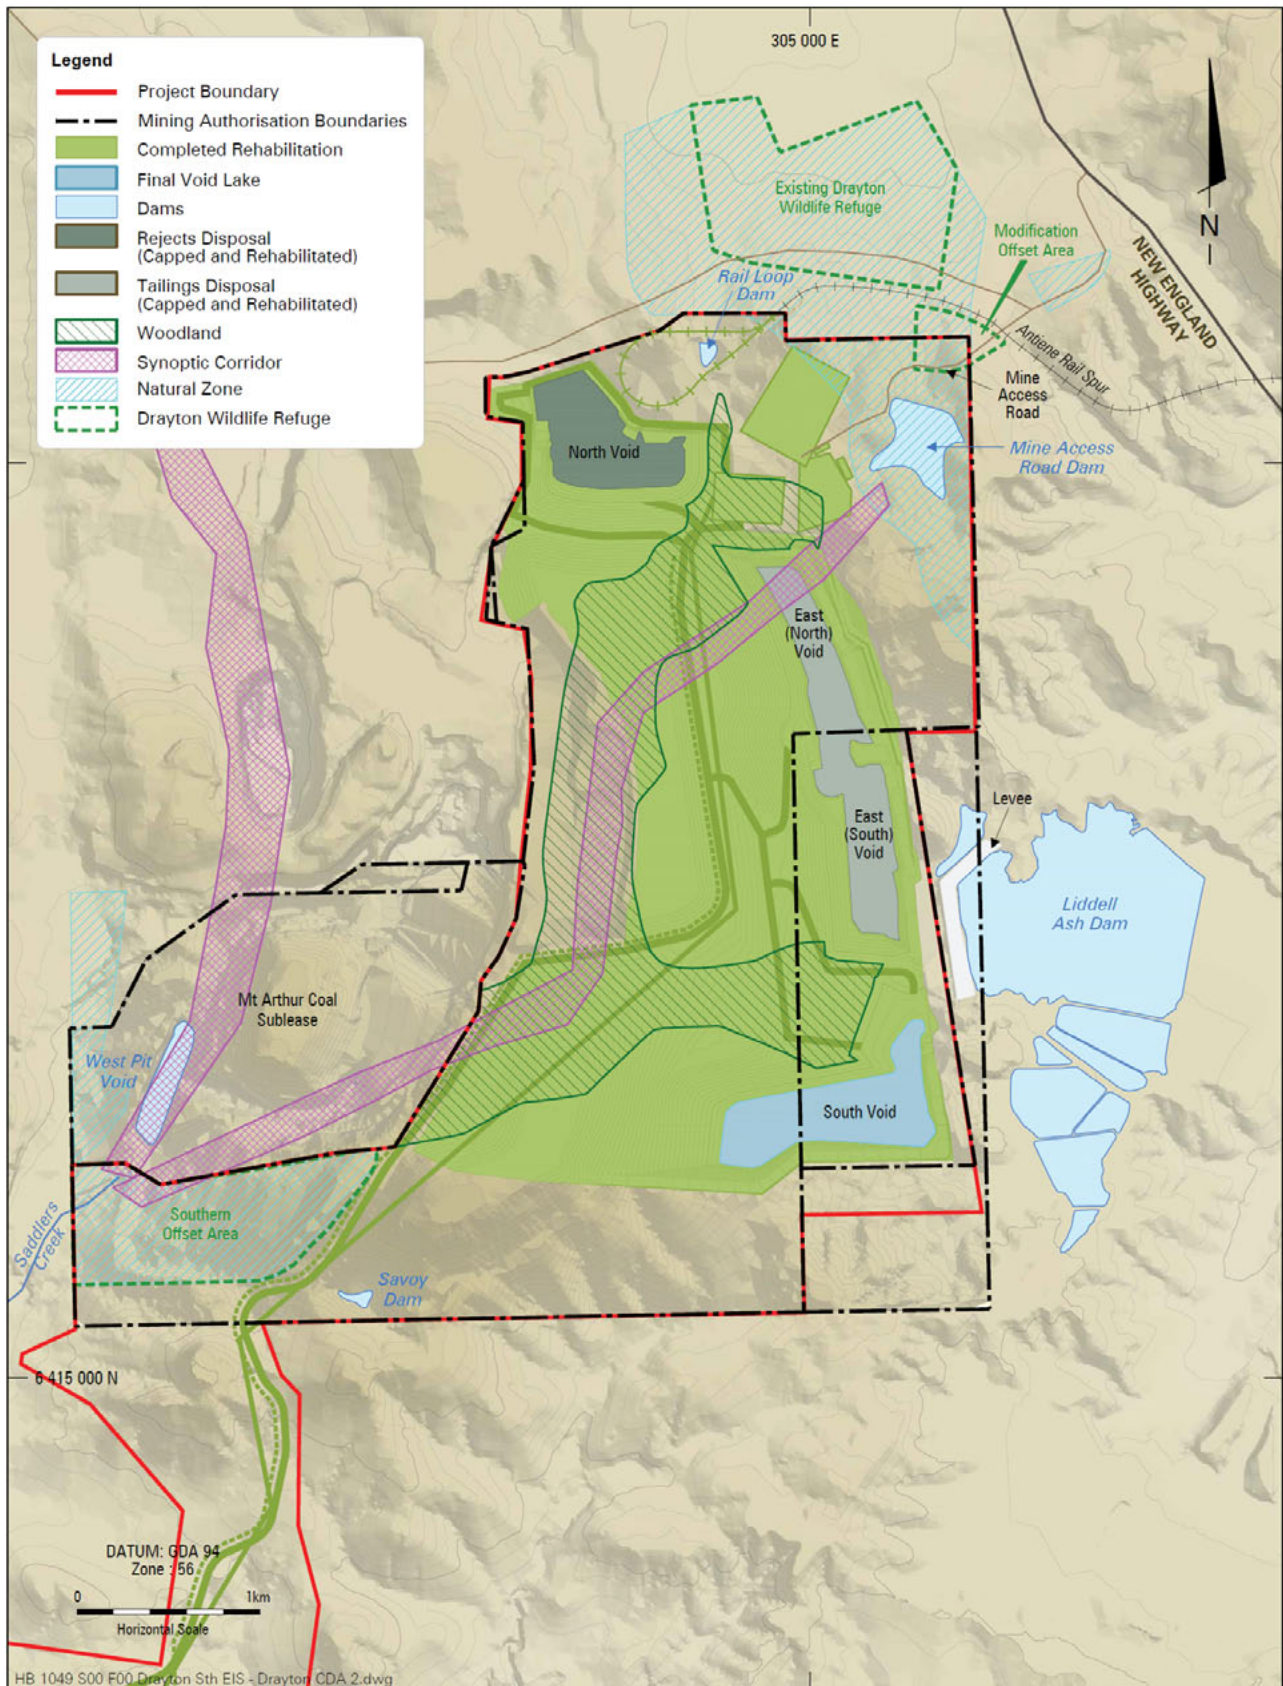 305 000 E
Legend
Project Boundary
Mining Authorisation Boundaries
Completed Rehabilitation
Final Void Lake
Dams
Rejects Disposal
(Capped and Rehabilitated)
Tailings Disposal
(Capped and Rehabilitated)
Woodland
Synoptic Corridor
Natural Zone
Drayton Wildlife Refuge
Existing Drayton
Wildlife Refuge
Modification
Offset Area
N
NEW ENGLAND
HIGHWAY
Rail Loop
Dam
Antiene Rail Spur
Mine
Access
Road
North Void
Mine Access
Road Dam
East
(North)
Void
Levee
East
(South)
Void
Liddell
Ash Dam
Mt Arthur Coal
Sublease
West Pit
Void
South Void
Southern
Offset Area
Saddlers
Creek
Savoy
Dam
6 415 000 N
DATUM: GDA 94
Zone : 56
0 1km
Horizontal Scale
HB 1049 S00 F00 Drayton Sth EIS - Drayton CDA 2.dwg